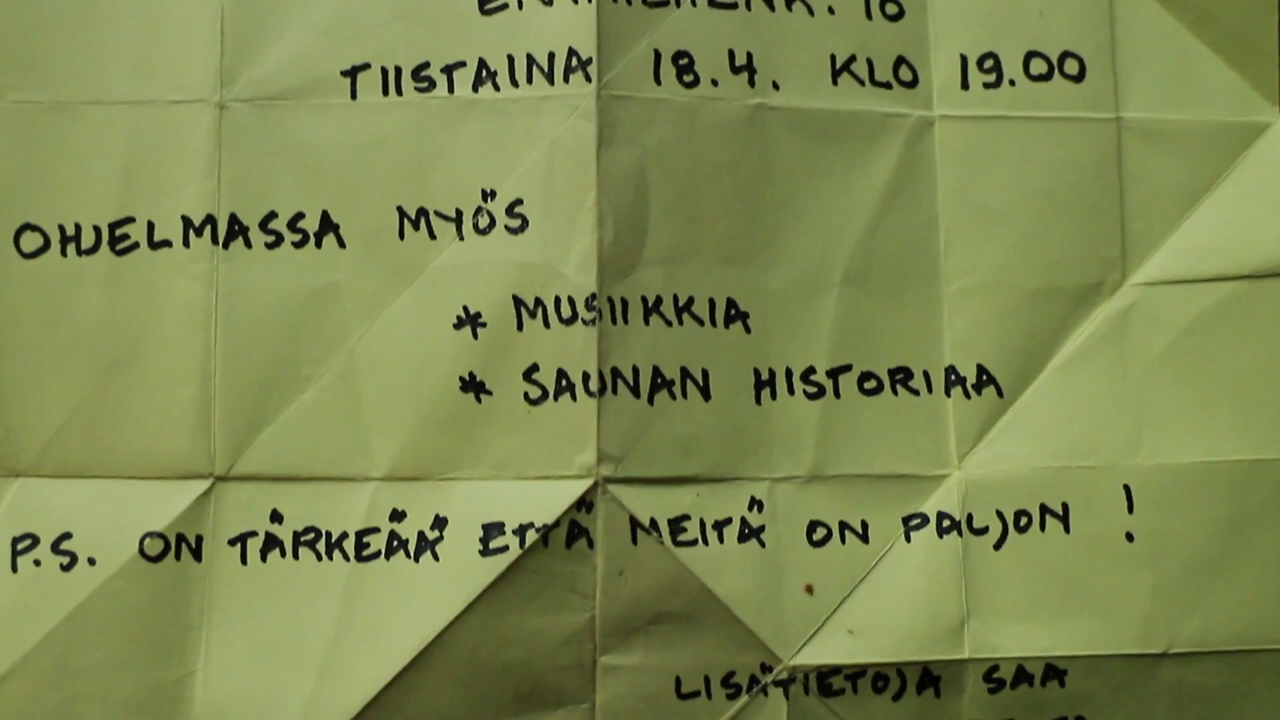 18
TIISTAINA 18.4. KLO 19.00
OHJELMASSA MYÖS
* MUSIIKKIA
* SAUNAN HISTORIAA
P.S. ON TÄRKEÄÄ ETTÄ MEITÄ ON PALJON !
LISÄTIETOJA SAA